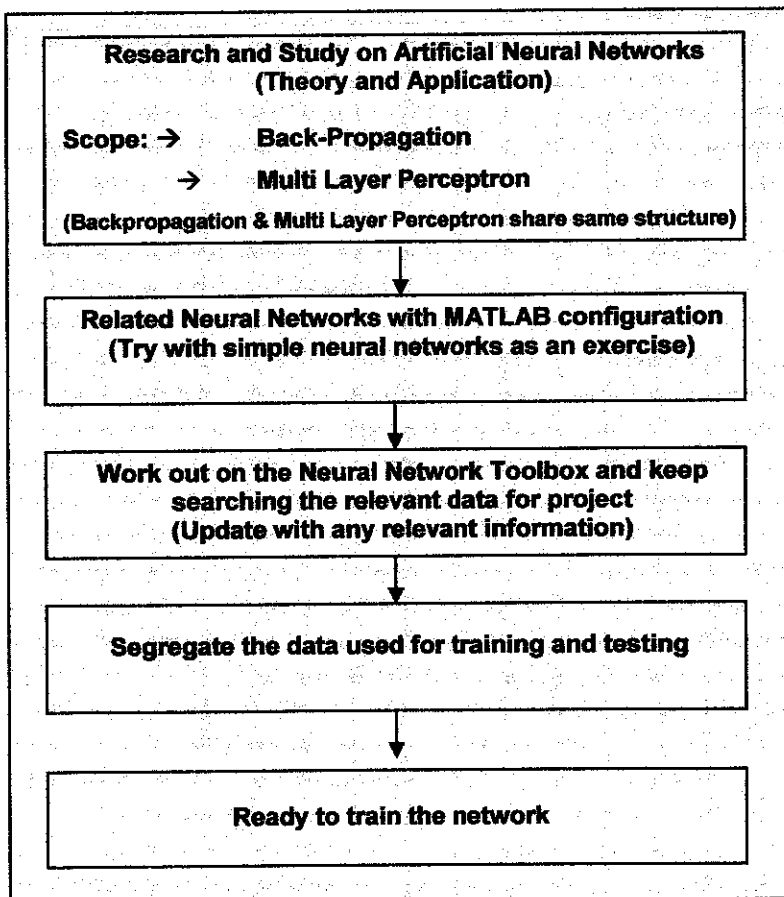 Research and Study on Artificial Neural Networks
(Theory and Application)
Scope: → Back-Propagation
→ Multi Layer Perceptron
(Backpropagation & Multi Layer Perceptron share same structure)
Related Neural Networks with MATLAB configuration
(Try with simple neural networks as an exercise)
Work out on the Neural Network Toolbox and keep
searching the relevant data for project
(Update with any relevant information)
Segregate the data used for training and testing
Ready to train the network